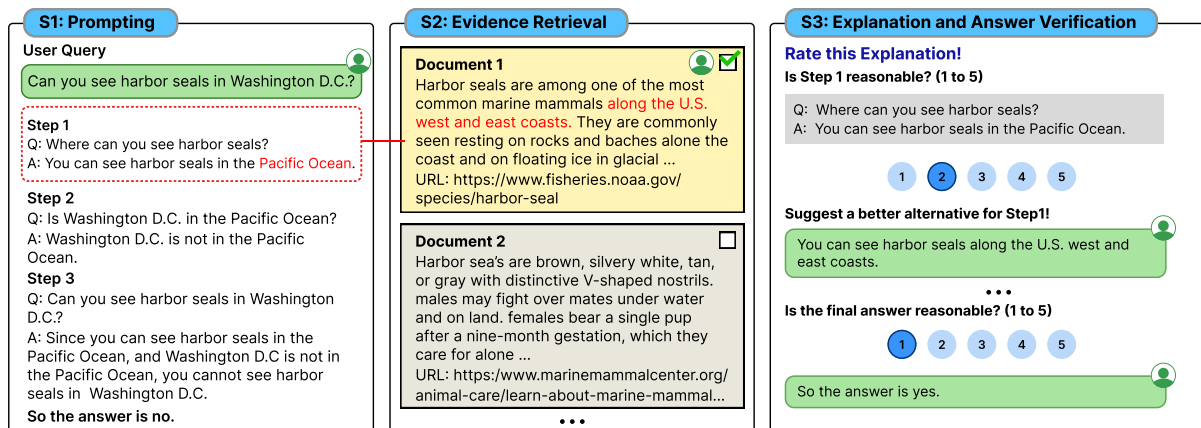 S1: Prompting
User Query
Can you see harbor seals in Washington D.C.?
Step 1
Q: Where can you see harbor seals?
A: You can see harbor seals in the Pacific Ocean.
Step 2
Q: Is Washington D.C. in the Pacific Ocean?
A: Washington D.C. is not in the Pacific
Ocean.
Step 3
Q: Can you see harbor seals in Washington
D.C.?
A: Since you can see harbor seals in the
Pacific Ocean, and Washington D.C is not in
the Pacific Ocean, you cannot see harbor
seals in Washington D.C.
So the answer is no.
S2: Evidence Retrieval
Document 1
Harbor seals are among one of the most
common marine mammals along the U.S.
west and east coasts. They are commonly
seen resting on rocks and baches alone the
coast and on floating ice in glacial ...
URL: https://www.fisheries.noaa.gov/
species/harbor-seal
Document 2
Harbor sea's are brown, silvery white, tan,
or gray with distinctive V-shaped nostrils.
males may fight over mates under water
and on land. females bear a single pup
after a nine-month gestation, which they
care for alone ...
URL: https:/www.marinemammalcenter.org/
animal-care/learn-about-marine-mammal...
...
S3: Explanation and Answer Verification
Rate this Explanation!
Is Step 1 reasonable? (1 to 5)
Q: Where can you see harbor seals?
A: You can see harbor seals in the Pacific Ocean.
1 2 3 4 5
Suggest a better alternative for Step1!
You can see harbor seals along the U.S. west and
east coasts.
...
Is the final answer reasonable? (1 to 5)
1 2 3 4 5
So the answer is yes.